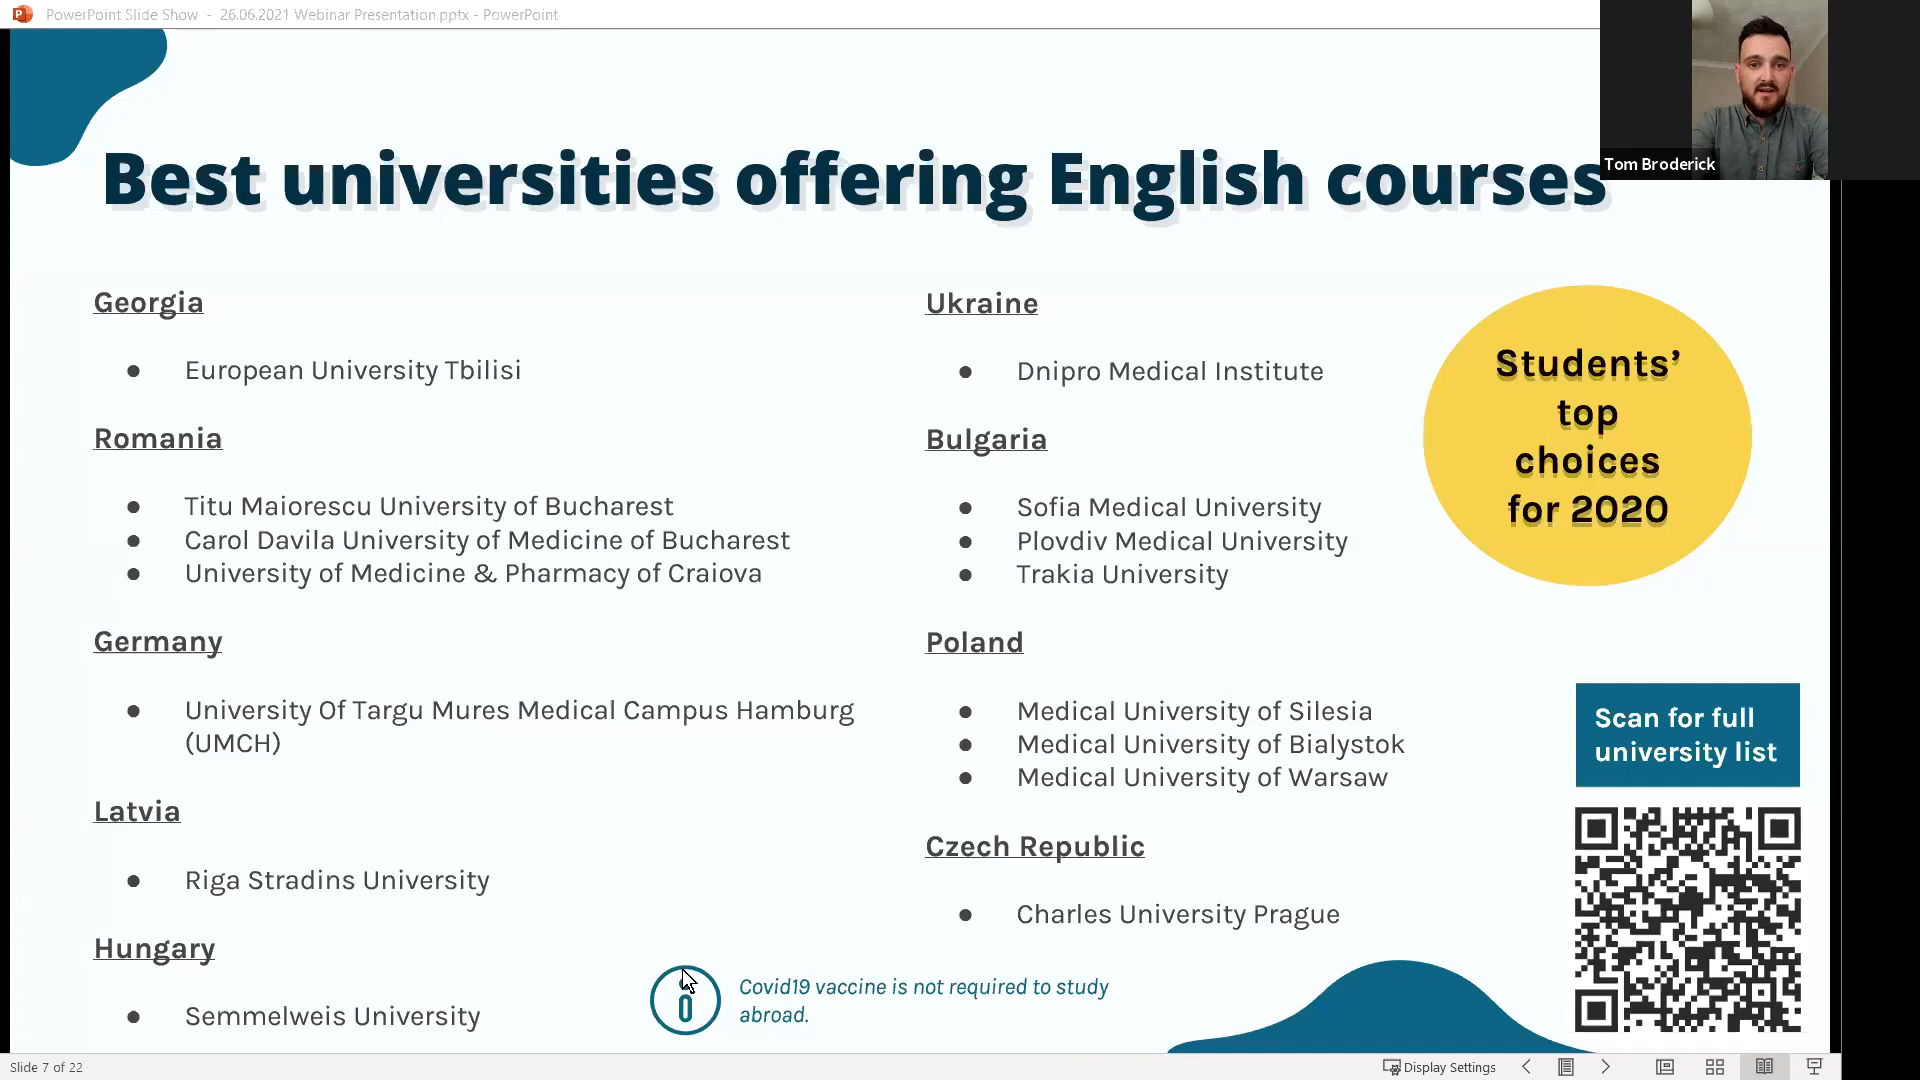 PowerPoint Slide Show - 26.06.2021 Webinar Presentation.pptx - PowerPoint
Tom Broderick
Best universities offering English courses
Georgia
● European University Tbilisi
Romania
● Titu Maiorescu University of Bucharest
● Carol Davila University of Medicine of Bucharest
● University of Medicine & Pharmacy of Craiova
Germany
● University Of Targu Mures Medical Campus Hamburg
(UMCH)
Latvia
● Riga Stradins University
Hungary
● Semmelweis University
Ukraine
● Dnipro Medical Institute
Bulgaria
● Sofia Medical University
● Plovdiv Medical University
● Trakia University
Poland
● Medical University of Silesia
● Medical University of Bialystok
● Medical University of Warsaw
Czech Republic
● Charles University Prague
Students’
top
choices
for 2020
Scan for full
university list
Covid19 vaccine is not required to study
abroad.
Slide 7 of 22
Display Settings